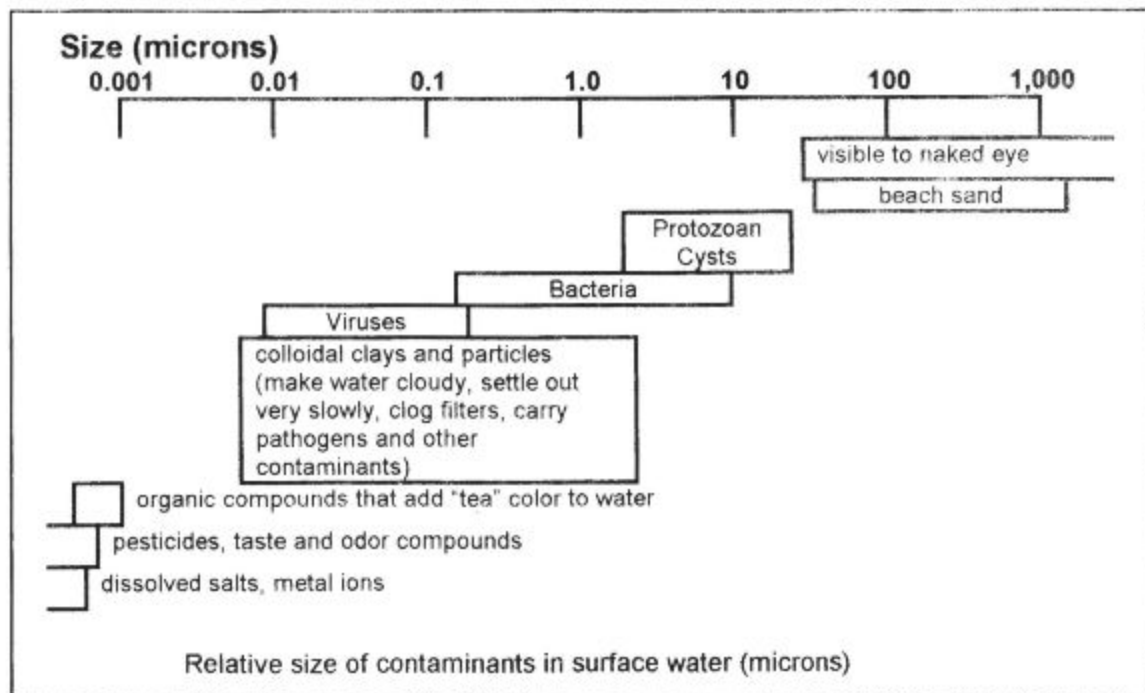 Size (microns)
0.001 0.01 0.1 1.0 10 100 1,000
visible to naked eye
beach sand
Protozoan
Cysts
Bacteria
Viruses
colloidal clays and particles
(make water cloudy, settle out
very slowly, clog filters, carry
pathogens and other
contaminants)
organic compounds that add "tea" color to water
pesticides, taste and odor compounds
dissolved salts, metal ions
Relative size of contaminants in surface water (microns)